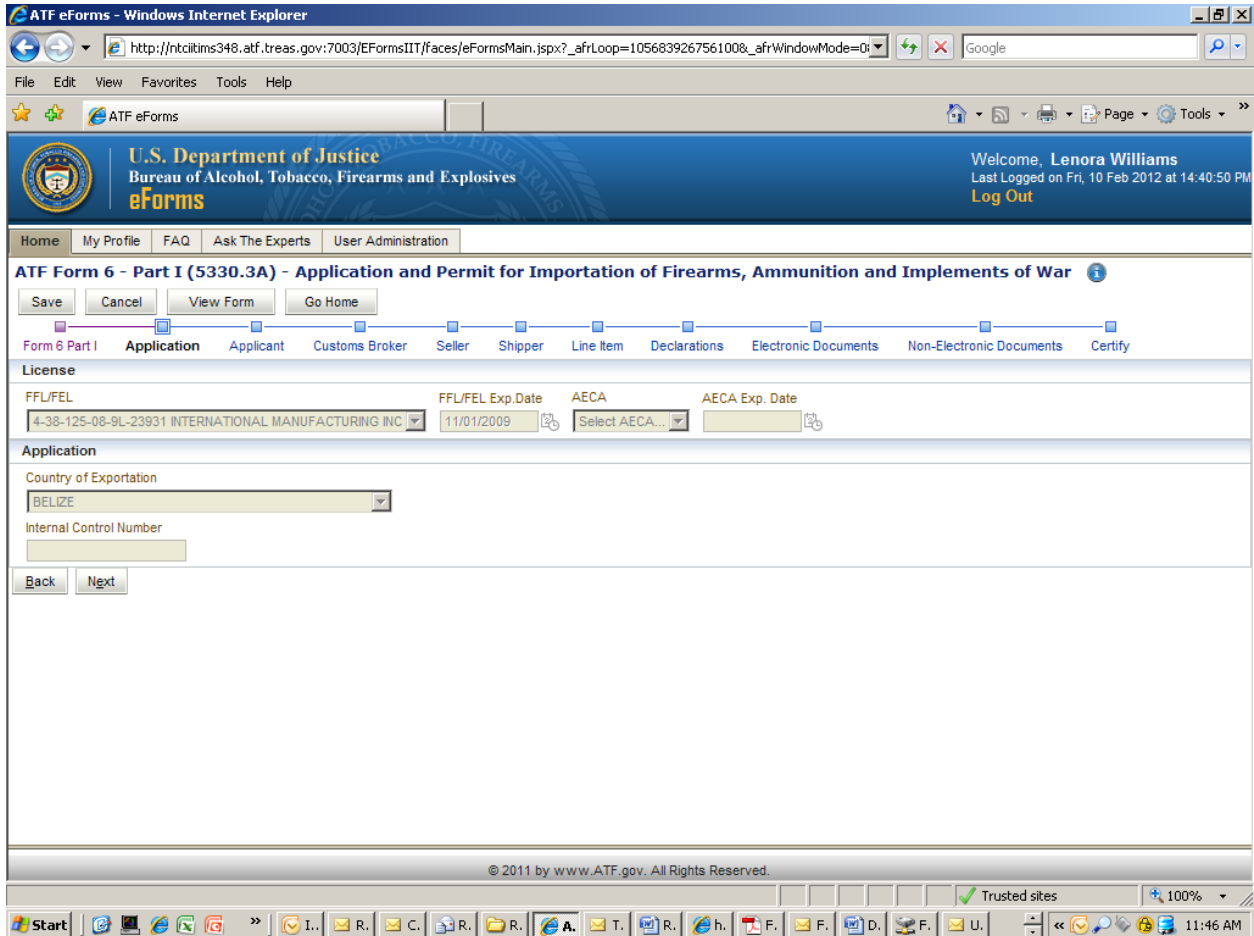 ATF eForms - Windows Internet Explorer
http://ntciitims348.atf.treas.gov:7003/EFormsIIT/faces/eFormsMain.jspx?_afrLoop=105683926756100&_afrWindowMode=0 Google
File Edit View Favorites Tools Help
ATF eForms Page Tools »
U.S. Department of Justice
Bureau of Alcohol, Tobacco, Firearms and Explosives
eForms
Welcome, Lenora Williams
Last Logged on Fri, 10 Feb 2012 at 14:40:50 PM
Log Out
Home My Profile FAQ Ask The Experts User Administration
ATF Form 6 - Part I (5330.3A) - Application and Permit for Importation of Firearms, Ammunition and Implements of War
Save Cancel View Form Go Home
Form 6 Part I Application Applicant Customs Broker Seller Shipper Line Item Declarations Electronic Documents Non-Electronic Documents Certify
License
FFL/FEL FFL/FEL Exp.Date AECA AECA Exp. Date
4-38-125-08-9L-23931 INTERNATIONAL MANUFACTURING INC 11/01/2009 Select AECA...
Application
Country of Exportation
BELIZE
Internal Control Number
Back Next
© 2011 by www.ATF.gov. All Rights Reserved.
Trusted sites 100%
Start » I.. R. C. R. R. A. T. R. h. F. F. D. F. U. « 11:46 AM